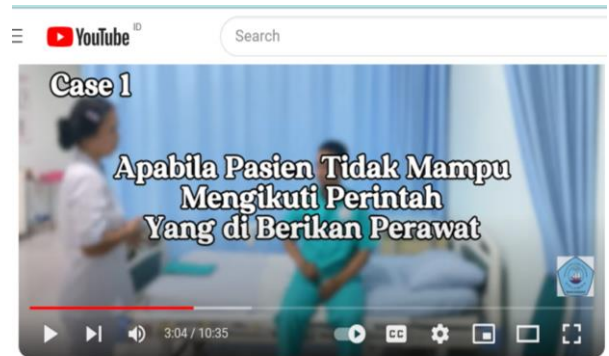 YouTube ID
Search
Case 1
Apabila Pasien Tidak Mampu
Mengikuti Perintah
Yang di Berikan Perawat
3:04 / 10:35
CC